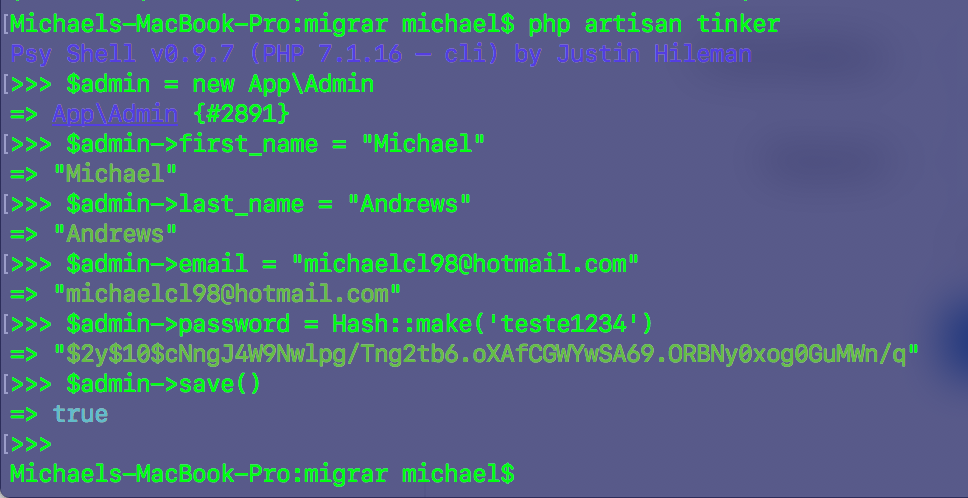 [Michaels-MacBook-Pro:migrar michael$ php artisan tinker
Psy Shell v0.9.7 (PHP 7.1.16 — cli) by Justin Hileman
[>>> $admin = new App\Admin
=> App\Admin {#2891}
[>>> $admin->first_name = "Michael"
=> "Michael"
[>>> $admin->last_name = "Andrews"
=> "Andrews"
[>>> $admin->email = "michaelcl98@hotmail.com"
=> "michaelcl98@hotmail.com"
[>>> $admin->password = Hash::make('teste1234')
=> "$2y$10$cNngJ4W9Nwlpg/Tng2tb6.oXAfCGWYwSA69.ORBNy0xog0GuMWn/q"
[>>> $admin->save()
=> true
[>>>
Michaels-MacBook-Pro:migrar michael$